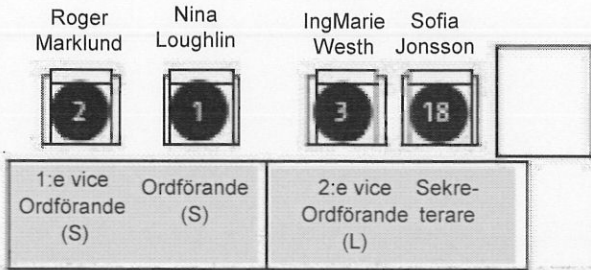 Roger
Marklund
Nina
Loughlin
IngMarie
Westh
Sofia
Jonsson
2
1
3
18
1:e vice
Ordförande
(S)
Ordförande
(S)
2:e vice
Ordförande
(L)
Sekre-
terare